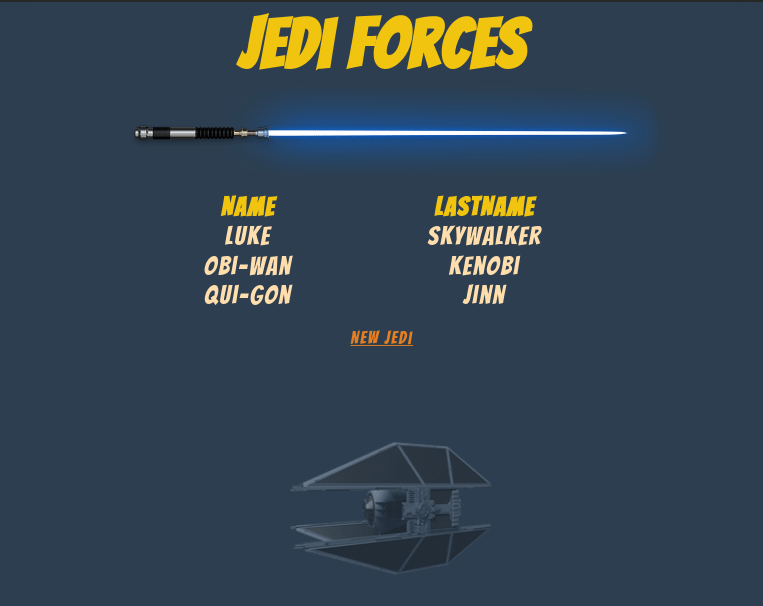 JEDI FORCES
NAME LASTNAME
LUKE SKYWALKER
OBI-WAN KENOBI
QUI-GON JINN
NEW JEDI